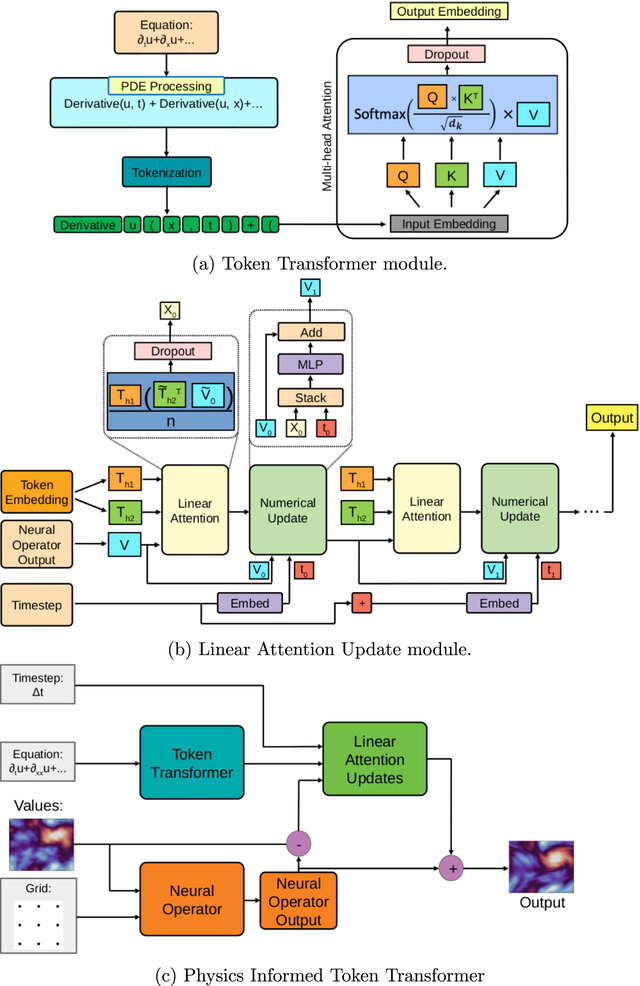 Equation:
∂ₜu+∂ₓu+...
PDE Processing
Derivative(u, t) + Derivative(u, x)+...
Tokenization
Derivative u ( x , t ) + (
Output Embedding
Dropout
Softmax( Q × Kᵀ / √dₖ ) × V
Q K V
Input Embedding
Multi-head Attention
(a) Token Transformer module.
X₀
Dropout
Tₕ₁ ( T̃ₕ₂ᵀ Ṽ₀ )
n
V₁
Add
MLP
Stack
V₀ X₀ t₀
Output
Token
Embedding
Tₕ₁
Tₕ₂
Linear
Attention
Numerical
Update
Tₕ₁
Tₕ₂
Linear
Attention
Numerical
Update
...
Neural
Operator
Output
V
V₀ t₀
V₁ t₁
Timestep
Embed
+
Embed
(b) Linear Attention Update module.
Timestep:
Δt
Equation:
∂ₜu+∂ₓₓu+...
Token
Transformer
Linear
Attention
Updates
Values:
-
Grid:
Neural
Operator
Neural
Operator
Output
+
Output
(c) Physics Informed Token Transformer